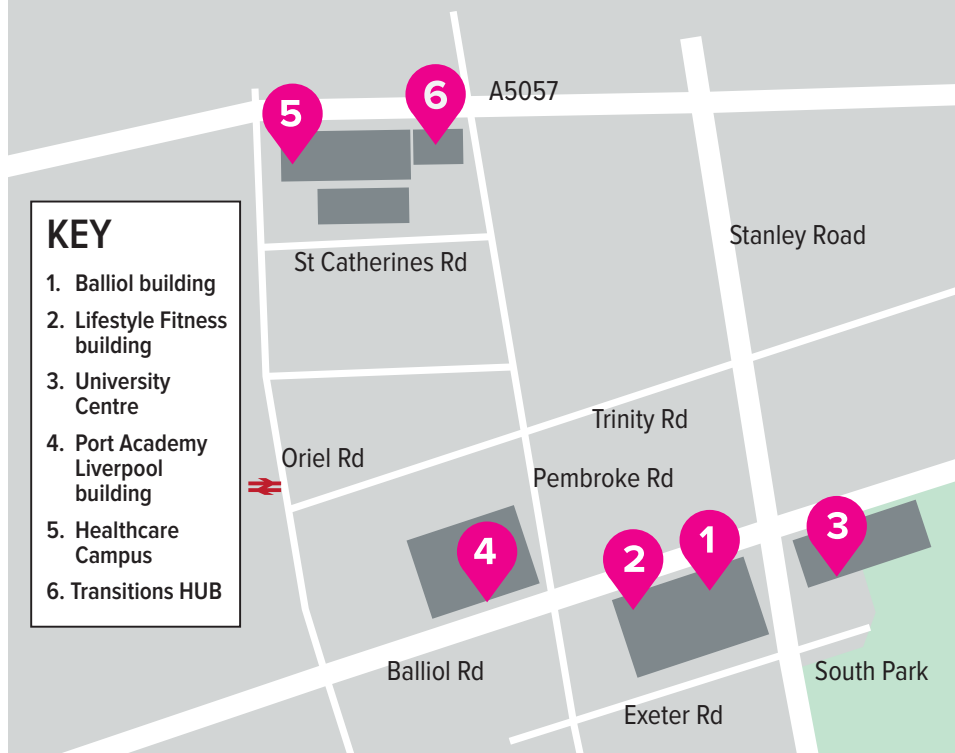 5
6
A5057
KEY
1. Balliol building
2. Lifestyle Fitness
building
3. University
Centre
4. Port Academy
Liverpool
building
5. Healthcare
Campus
6. Transitions HUB
St Catherines Rd
Stanley Road
Trinity Rd
Oriel Rd
Pembroke Rd
4
2
1
3
Balliol Rd
South Park
Exeter Rd